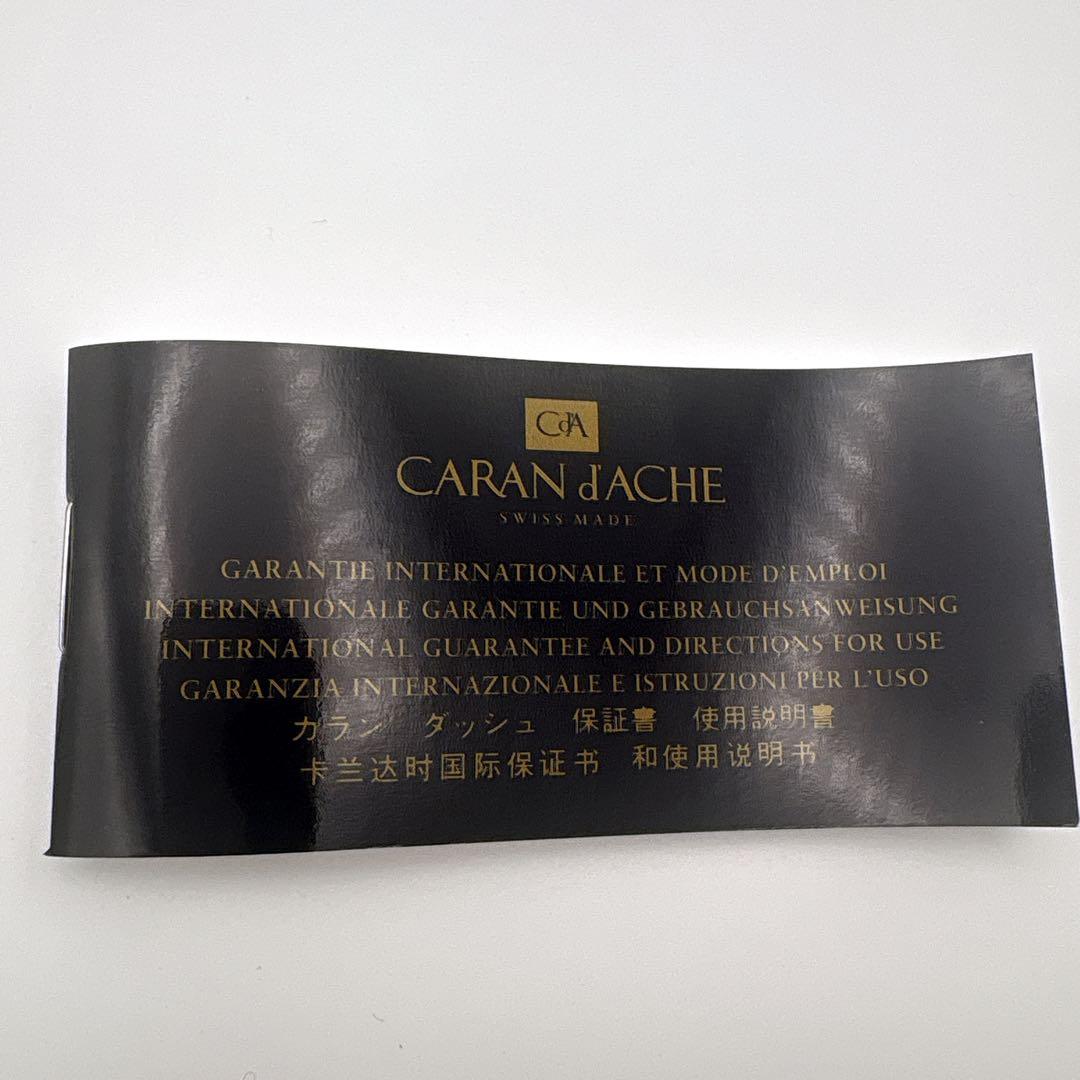 CdA
CARAN d'ACHE
SWISS MADE
GARANTIE INTERNATIONALE ET MODE D'EMPLOI
INTERNATIONALE GARANTIE UND GEBRAUCHSANWEISUNG
INTERNATIONAL GUARANTEE AND DIRECTIONS FOR USE
GARANZIA INTERNAZIONALE E ISTRUZIONI PER L'USO
カラン ダッシュ 保証書 使用説明書
卡兰达时国际保证书 和使用说明书